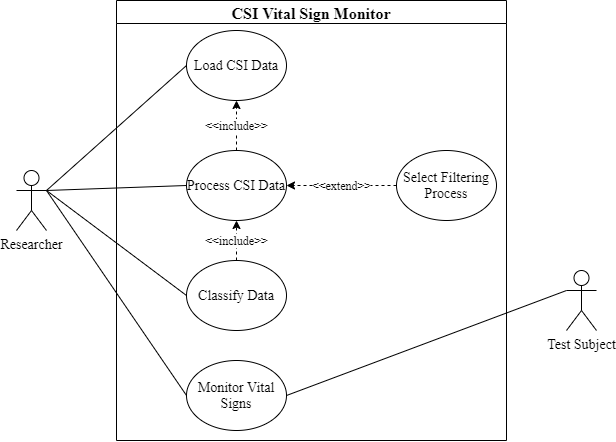 CSI Vital Sign Monitor
Load CSI Data
<<include>>
Process CSI Data
<<extend>>
Select Filtering
Process
Researcher
<<include>>
Classify Data
Test Subject
Monitor Vital
Signs